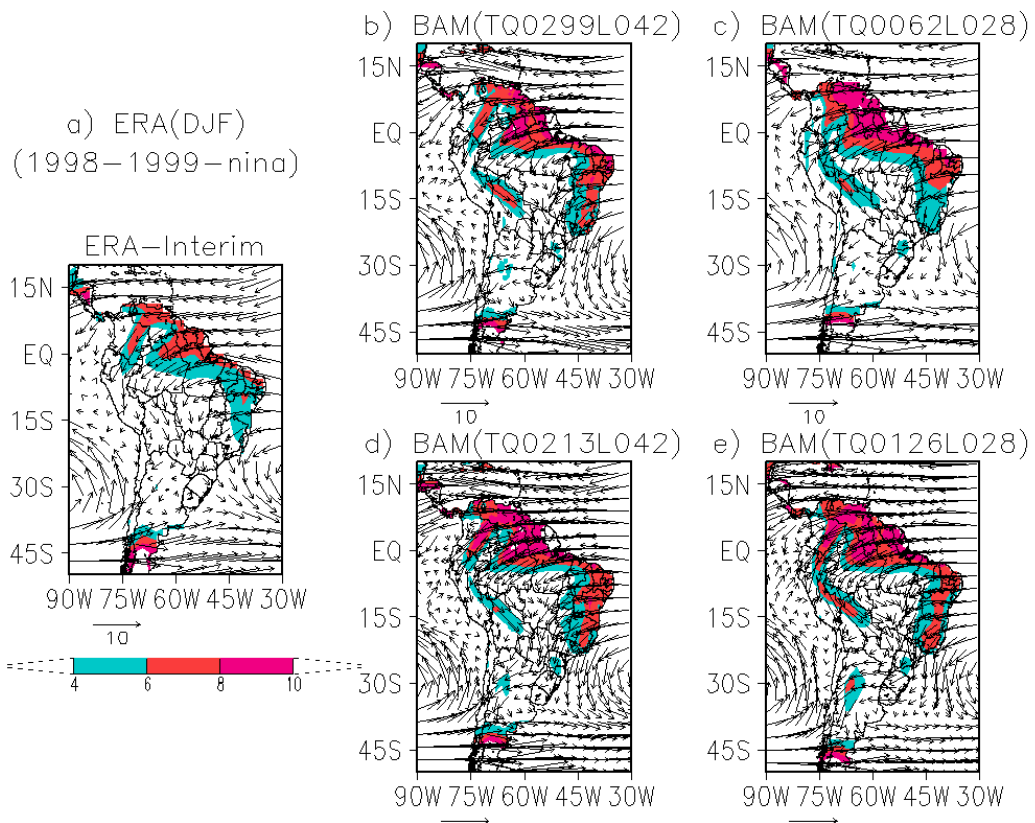 a) ERA(DJF)
(1998-1999-nina)
ERA-Interim
15N
EQ
15S
30S
45S
90W 75W 60W 45W 30W
10
4 6 8 10
b) BAM(TQ0299L042)
15N
EQ
15S
30S
45S
90W 75W 60W 45W 30W
10
c) BAM(TQ0062L028)
15N
EQ
15S
30S
45S
90W 75W 60W 45W 30W
10
d) BAM(TQ0213L042)
15N
EQ
15S
30S
45S
90W 75W 60W 45W 30W
e) BAM(TQ0126L028)
15N
EQ
15S
30S
45S
90W 75W 60W 45W 30W